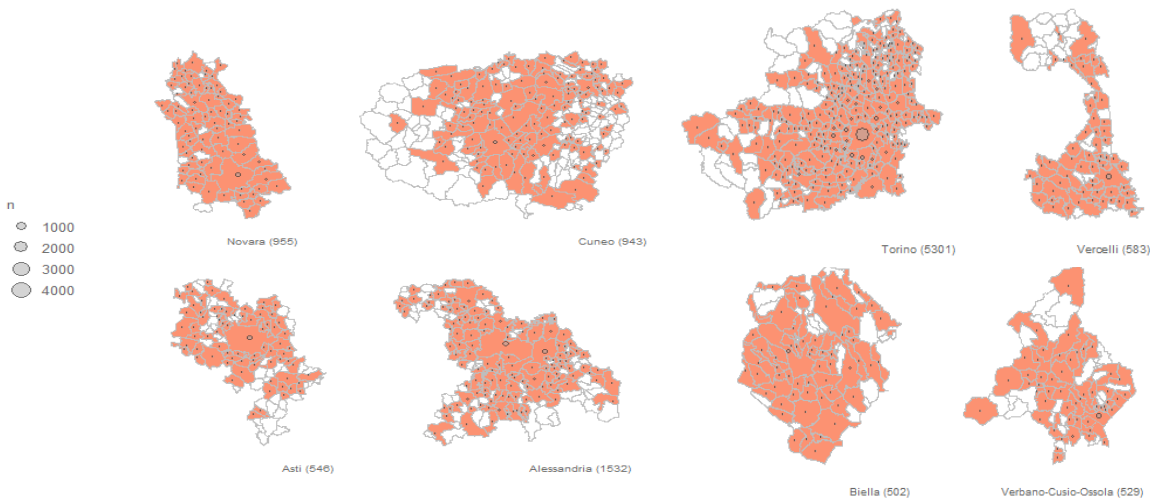 Novara (955)
Cuneo (943)
Torino (5301)
Vercelli (583)
n
1000
2000
3000
4000
Asti (546)
Alessandria (1532)
Biella (502)
Verbano-Cusio-Ossola (529)